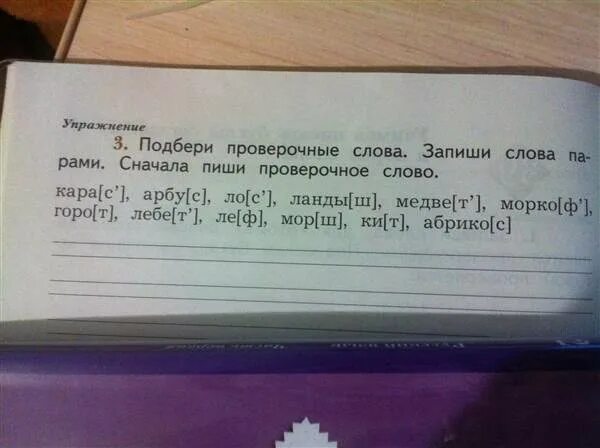 Упражнение
3. Подбери проверочные слова. Запиши слова па-
рами. Сначала пиши проверочное слово.
кара[с'], арбу[с], ло[с'], ланды[ш], медве[т'], морко[ф'],
горо[т], лебе[т'], ле[ф], мор[ш], ки[т], абрико[с]